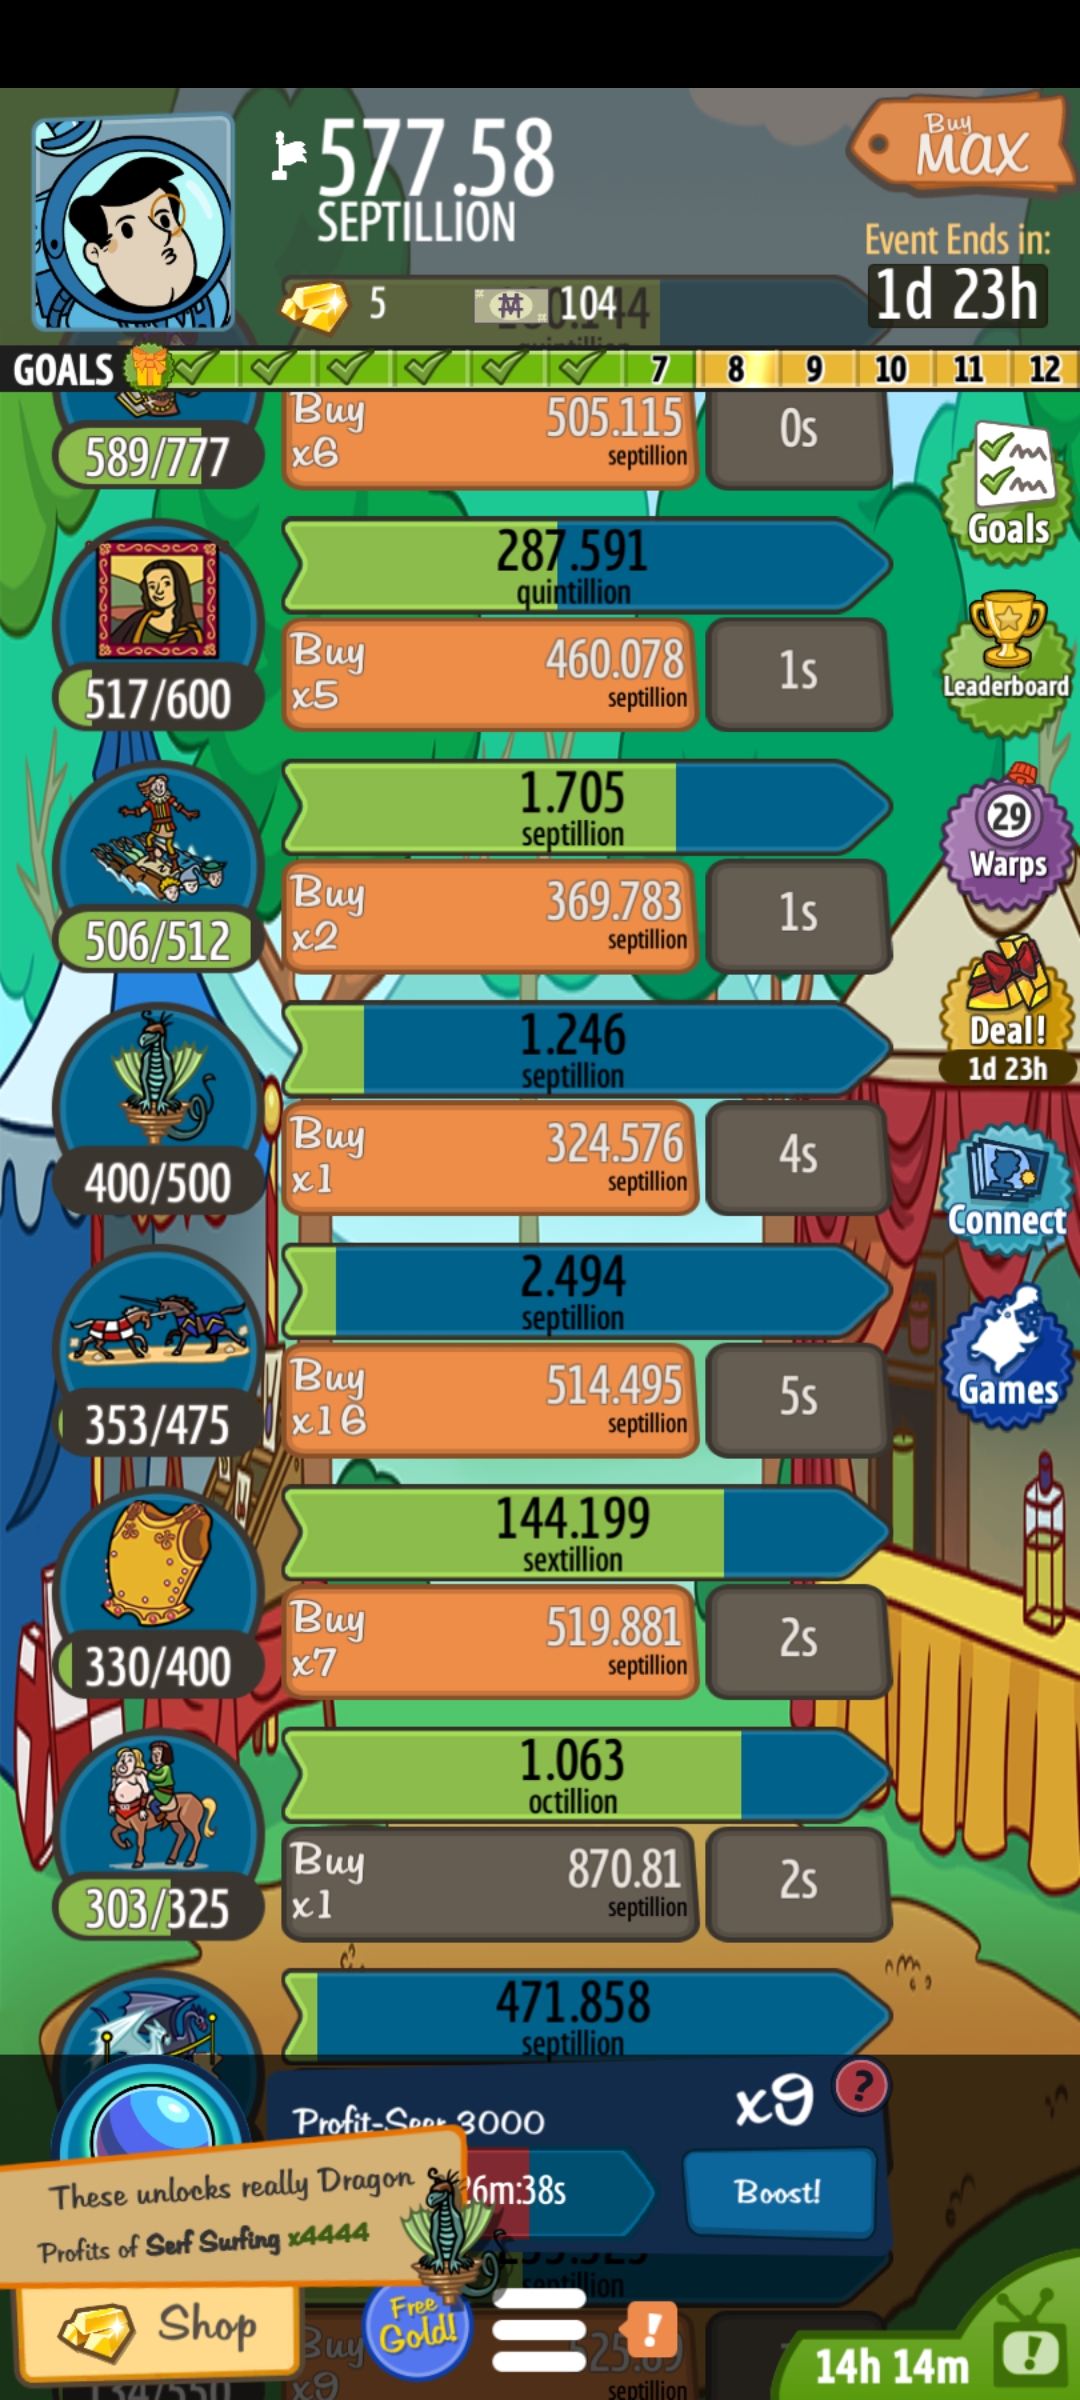 577.58
SEPTILLION
Buy
MAX
Event Ends in:
1d 23h
5
104
GOALS
7
8
9
10
11
12
589/777
Buy
x6
505.115
septillion
0s
Goals
287.591
quintillion
517/600
Buy
x5
460.078
septillion
1s
Leaderboard
1.705
septillion
506/512
Buy
x2
369.783
septillion
1s
29
Warps
Deal!
1d 23h
1.246
septillion
400/500
Buy
x1
324.576
septillion
4s
Connect
2.494
septillion
353/475
Buy
x16
514.495
septillion
5s
Games
144.199
sextillion
330/400
Buy
x7
519.881
septillion
2s
1.063
octillion
303/325
Buy
x1
870.81
septillion
2s
471.858
septillion
Profit-Seer 3000
x9
?
26m:38s
Boost!
These unlocks really Dragon
Profits of Serf Surfing x4444
septillion
Shop
Free
Gold!
!
Buy
x9
septillion
14h 14m
!